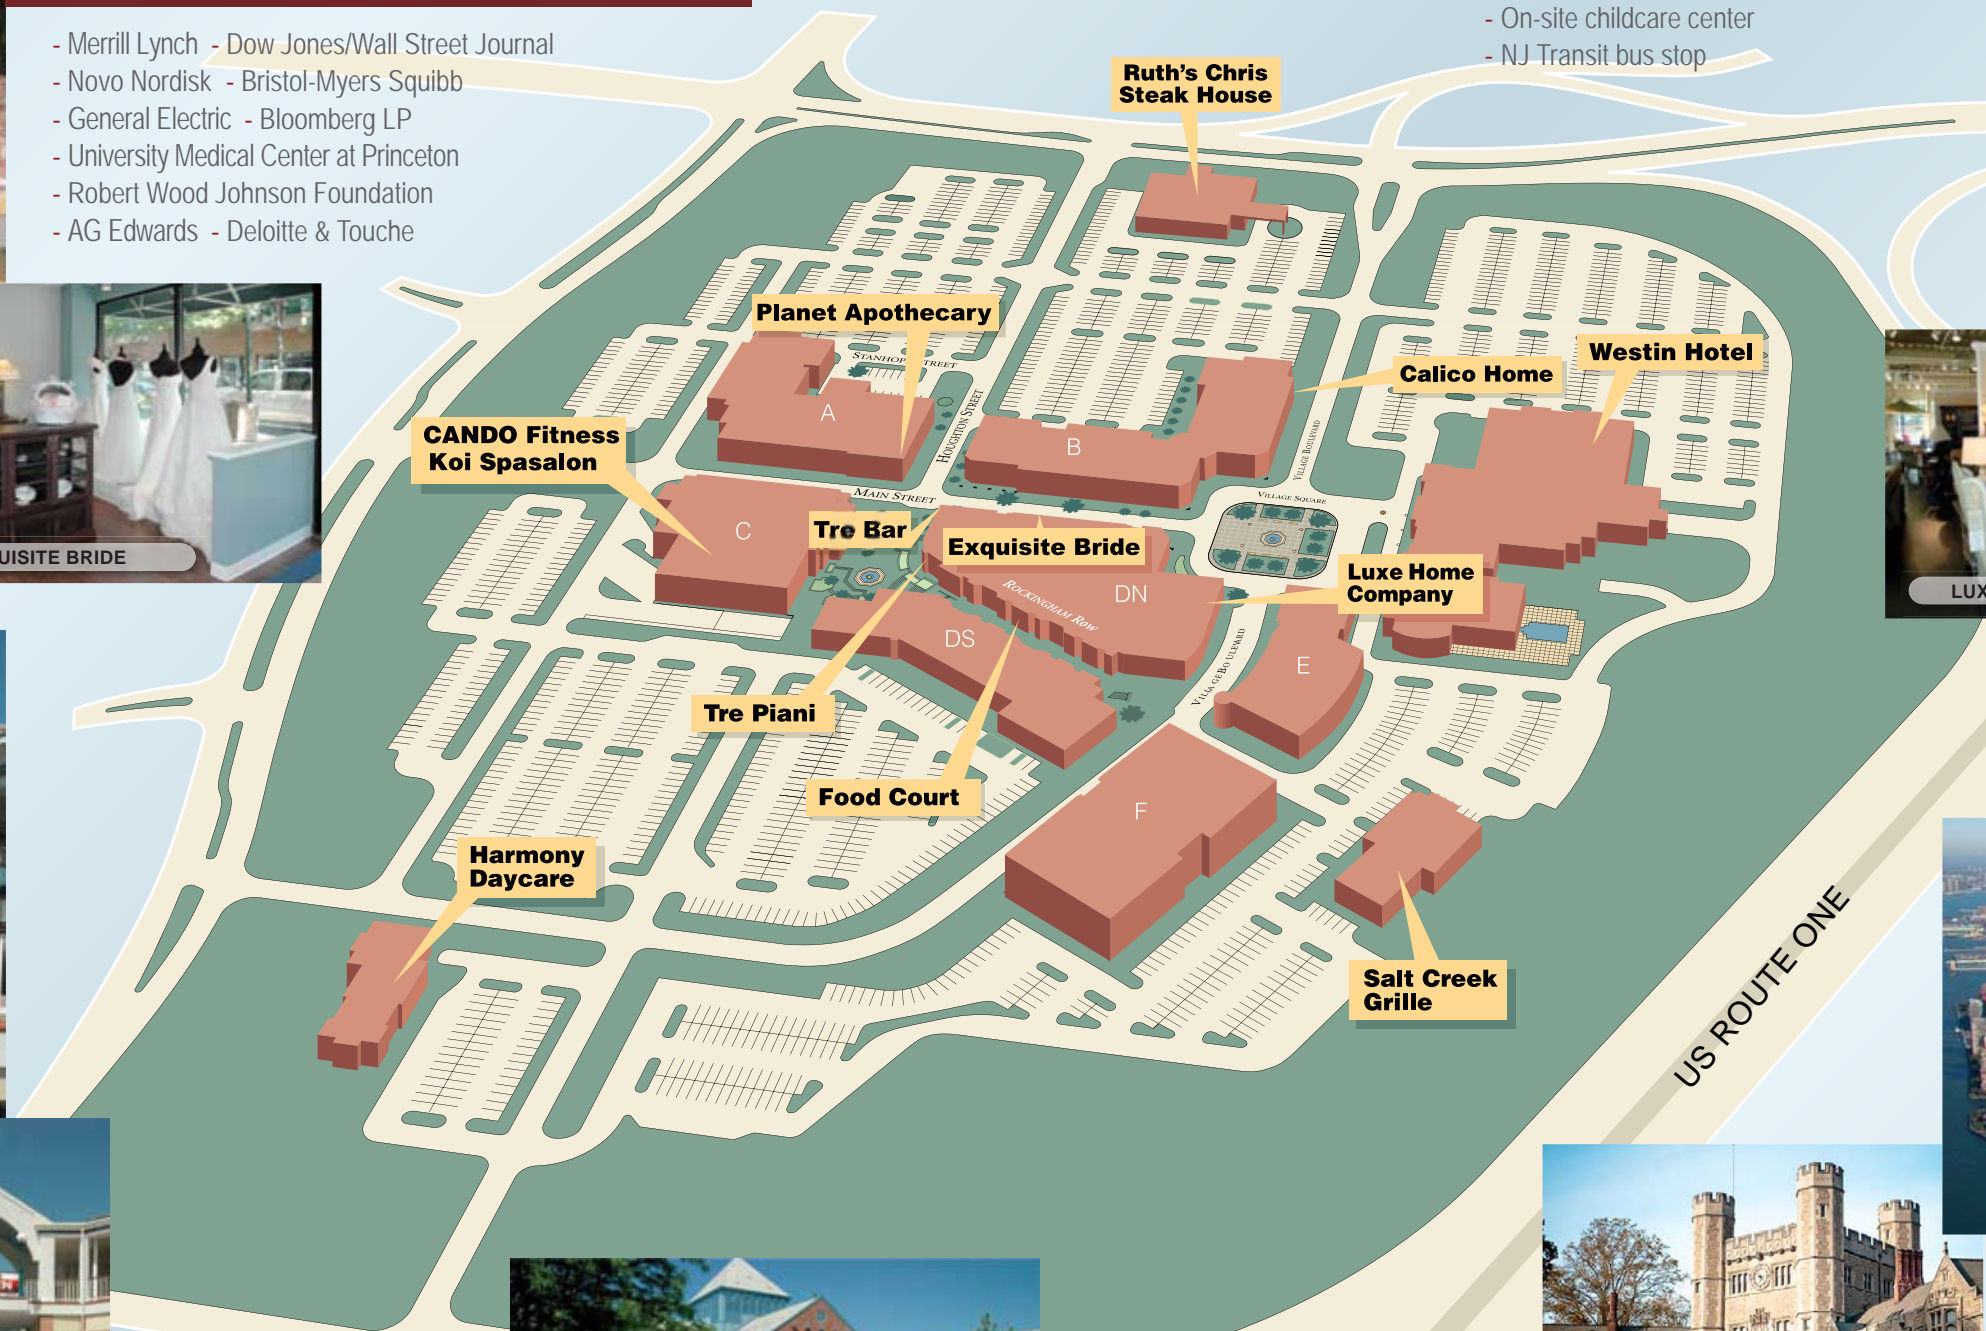 - On-site childcare center
- NJ Transit bus stop
- Merrill Lynch - Dow Jones/Wall Street Journal
- Novo Nordisk - Bristol-Myers Squibb
- General Electric - Bloomberg LP
- University Medical Center at Princeton
- Robert Wood Johnson Foundation
- AG Edwards - Deloitte & Touche
Ruth's Chris
Steak House
Planet Apothecary
STANHOPE STREET
Westin Hotel
Calico Home
A
HOUGHTON STREET
CANDO Fitness
Koi Spasalon
B
VILLAGE BOULEVARD
MAIN STREET
VILLAGE SQUARE
C
Tre Bar
Exquisite Bride
UISITE BRIDE
Luxe Home
Company
LUX
DN
ROCKINGHAM ROW
DS
VILLAGE BOULEVARD
E
Tre Piani
Food Court
F
Harmony
Daycare
Salt Creek
Grille
US ROUTE ONE